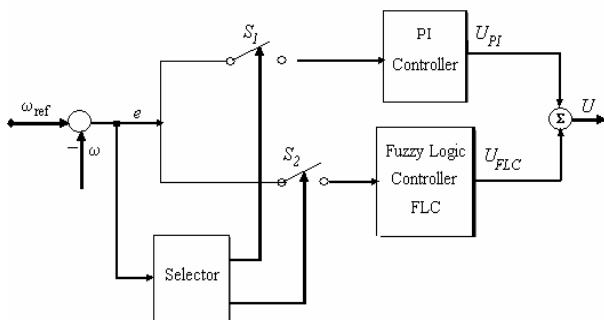 S1
PI
Controller
UPI
ωref
e
− ω
S2
Fuzzy Logic
Controller
FLC
UFLC
Σ
U
Selector